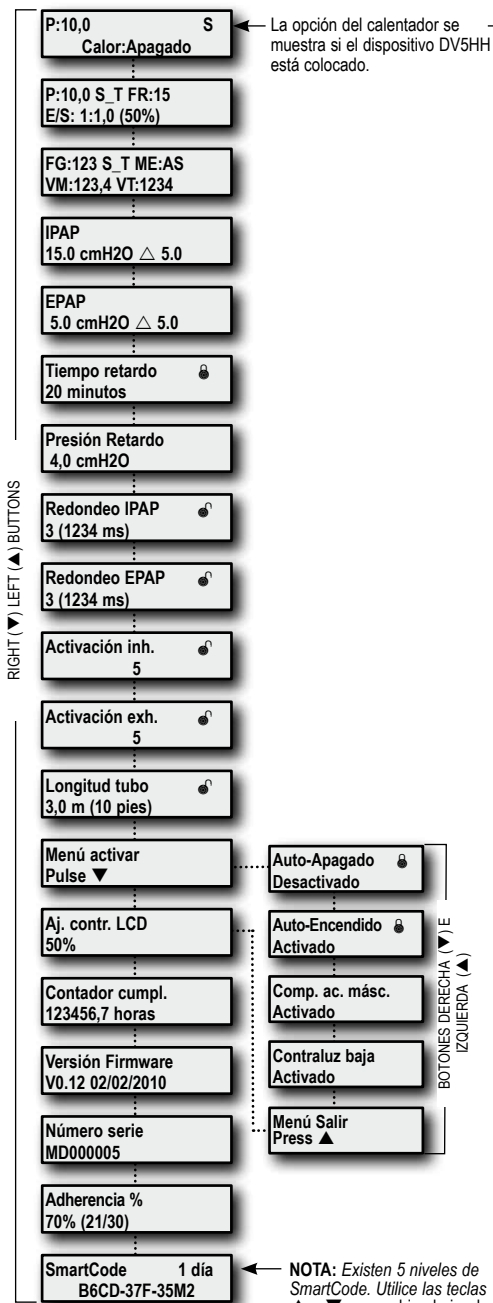 P:10,0 S
Calor:Apagado
La opción del calentador se
muestra si el dispositivo DV5HH
está colocado.
P:10,0 S_T FR:15
E/S: 1:1,0 (50%)
FG:123 S_T ME:AS
VM:123,4 VT:1234
IPAP
15.0 cmH2O △ 5.0
EPAP
5.0 cmH2O △ 5.0
Tiempo retardo
20 minutos
Presión Retardo
4,0 cmH2O
Redondeo IPAP
3 (1234 ms)
Redondeo EPAP
3 (1234 ms)
Activación inh.
5
Activación exh.
5
Longitud tubo
3,0 m (10 pies)
Menú activar
Pulse ▼
Aj. contr. LCD
50%
Contador cumpl.
123456,7 horas
Versión Firmware
V0.12 02/02/2010
Número serie
MD000005
Adherencia %
70% (21/30)
SmartCode 1 día
B6CD-37F-35M2
RIGHT (▼) LEFT (▲) BUTTONS
Auto-Apagado
Desactivado
Auto-Encendido
Activado
Comp. ac. másc.
Activado
Contraluz baja
Activado
Menú Salir
Press ▲
BOTONES DERECHA (▼) E
IZQUIERDA (▲)
NOTA: Existen 5 niveles de
SmartCode. Utilice las teclas